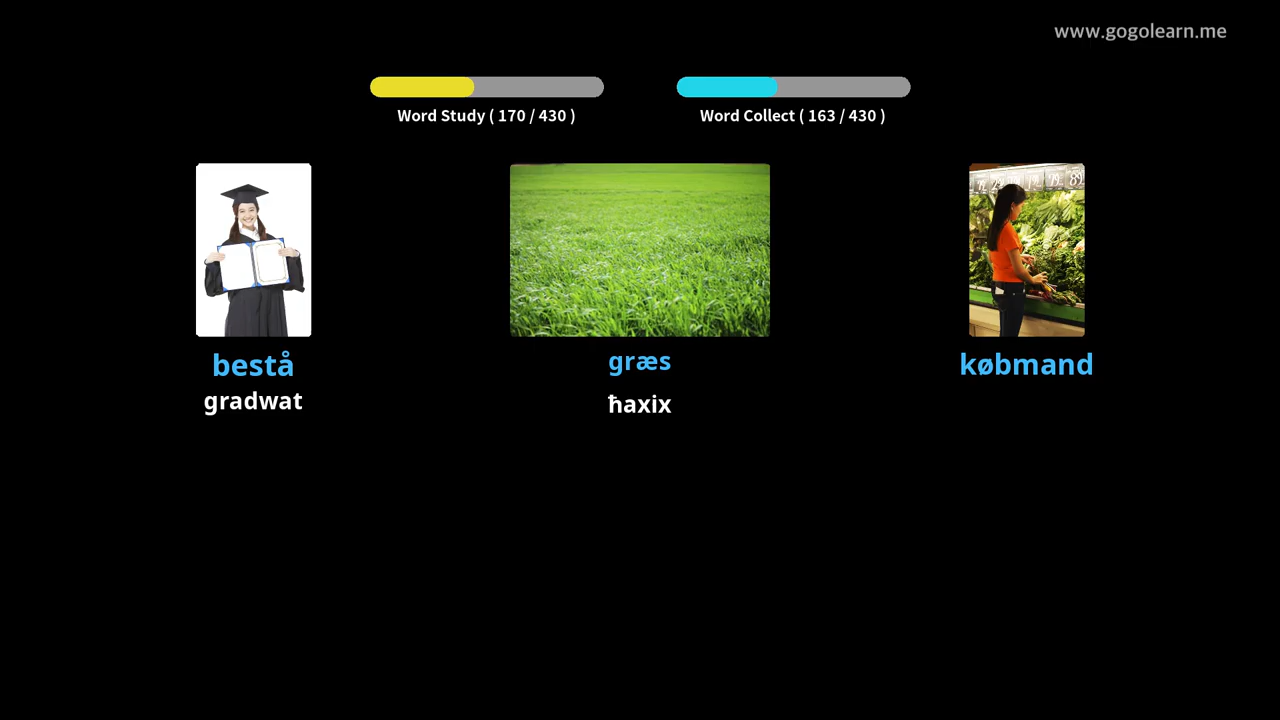 www.gogolearn.me
Word Study ( 170 / 430 )
Word Collect ( 163 / 430 )
bestå
gradwat
græs
ħaxix
købmand